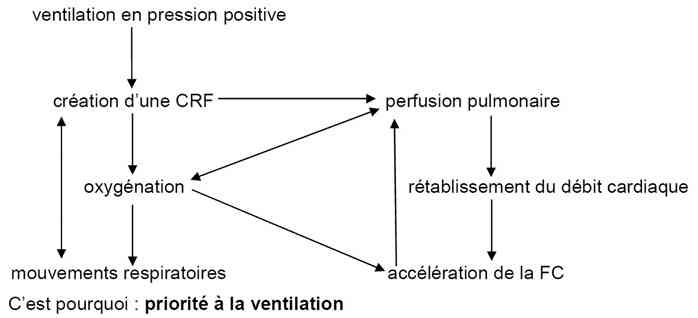 ventilation en pression positive
création d’une CRF
perfusion pulmonaire
oxygénation
rétablissement du débit cardiaque
mouvements respiratoires
accélération de la FC
C’est pourquoi : priorité à la ventilation